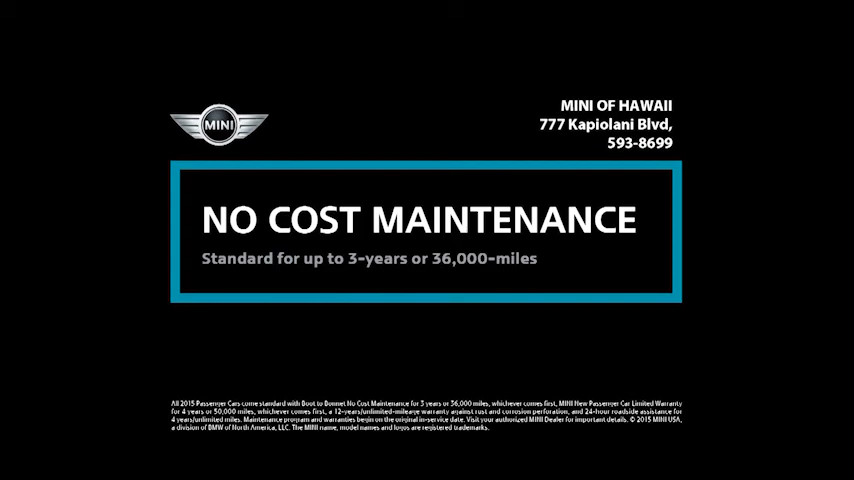 MINI
MINI OF HAWAII
777 Kapiolani Blvd,
593-8699
NO COST MAINTENANCE
Standard for up to 3-years or 36,000-miles
All 2015 Passenger Cars come standard with Boot to Bonnet No Cost Maintenance for 3 years or 36,000 miles, whichever comes first, MINI New Passenger Car Limited Warranty
for 4 years or 50,000 miles, whichever comes first, a 12-years/unlimited-mileage warranty against rust and corrosion perforation, and 24-hour roadside assistance for
4 years/unlimited miles. Maintenance program and warranties begin on the original in-service date. Visit your authorized MINI Dealer for important details. © 2015 MINI USA,
a division of BMW of North America, LLC. The MINI name, model names and logos are registered trademarks.